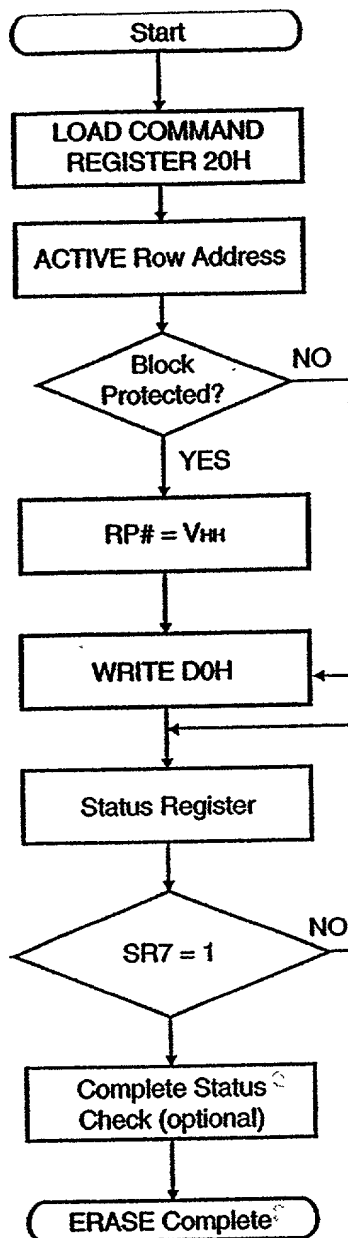 Start
LOAD COMMAND
REGISTER 20H
ACTIVE Row Address
Block
Protected?
NO
YES
RP# = VHH
WRITE D0H
Status Register
SR7 = 1
NO
Complete Status
Check (optional)
ERASE Complete